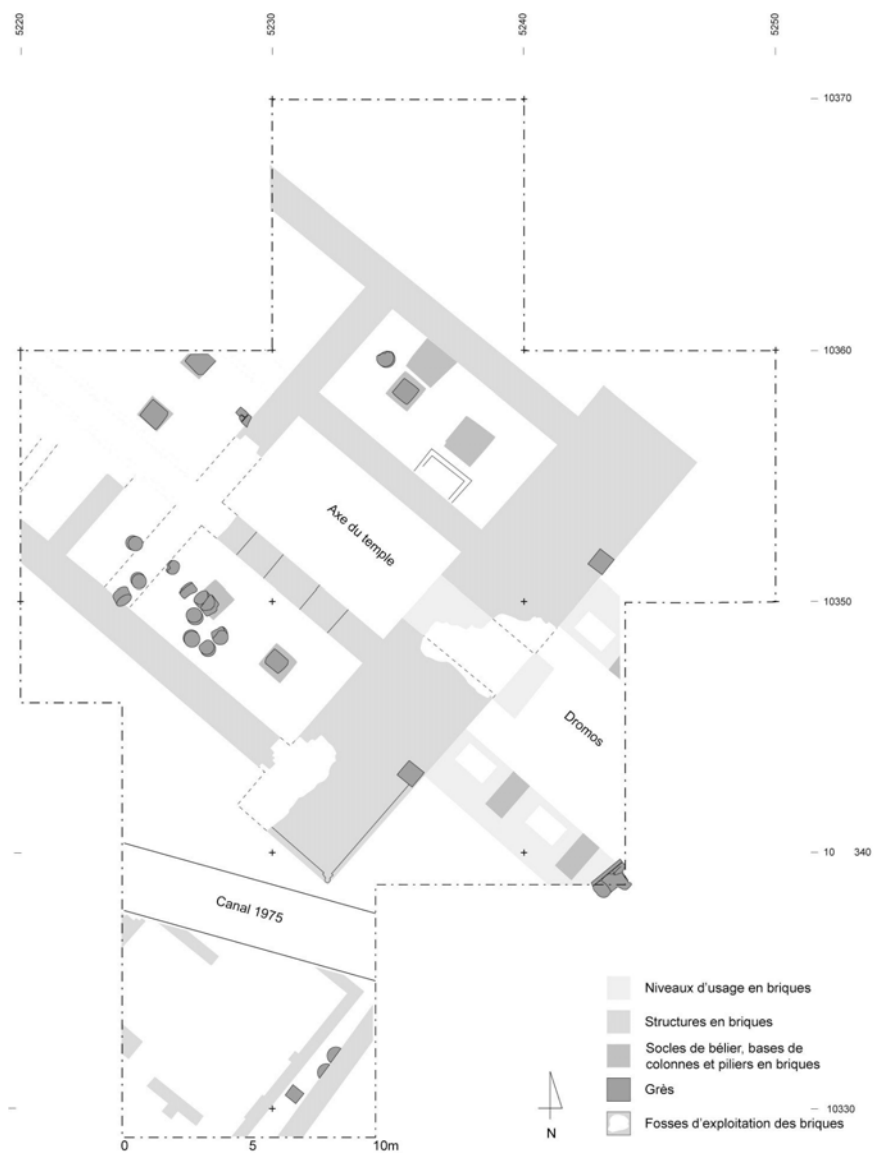 5220
5230
5240
5250
10370
10360
Axe du temple
10350
Dromos
10 340
Canal 1975
Niveaux d'usage en briques
Structures en briques
Socles de bélier, bases de
colonnes et piliers en briques
Grès
Fosses d'exploitation des briques
10330
N
0 5 10m